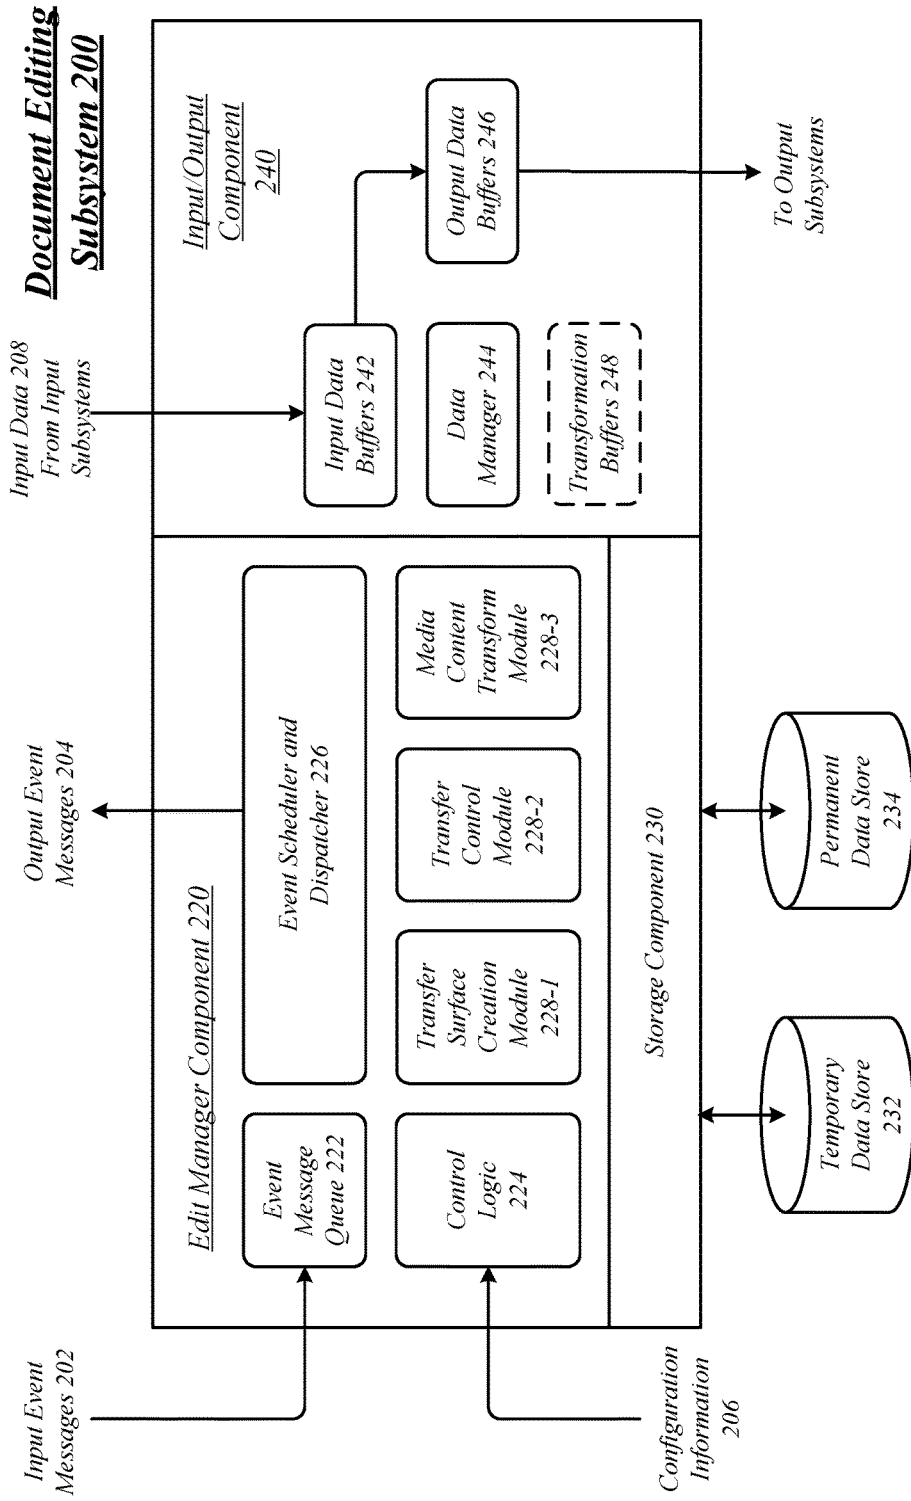 Document Editing
Subsystem 200
Input Event
Messages 202
Output Event
Messages 204
Input Data 208
From Input
Subsystems
Edit Manager Component 220
Event
Message
Queue 222
Event Scheduler and
Dispatcher 226
Control
Logic
224
Transfer
Surface
Creation
Module
228-1
Transfer
Control
Module
228-2
Media
Content
Transform
Module
228-3
Input/Output
Component
240
Input Data
Buffers 242
Data
Manager 244
Transformation
Buffers 248
Output Data
Buffers 246
Storage Component 230
Configuration
Information
206
Temporary
Data Store
232
Permanent
Data Store
234
To Output
Subsystems